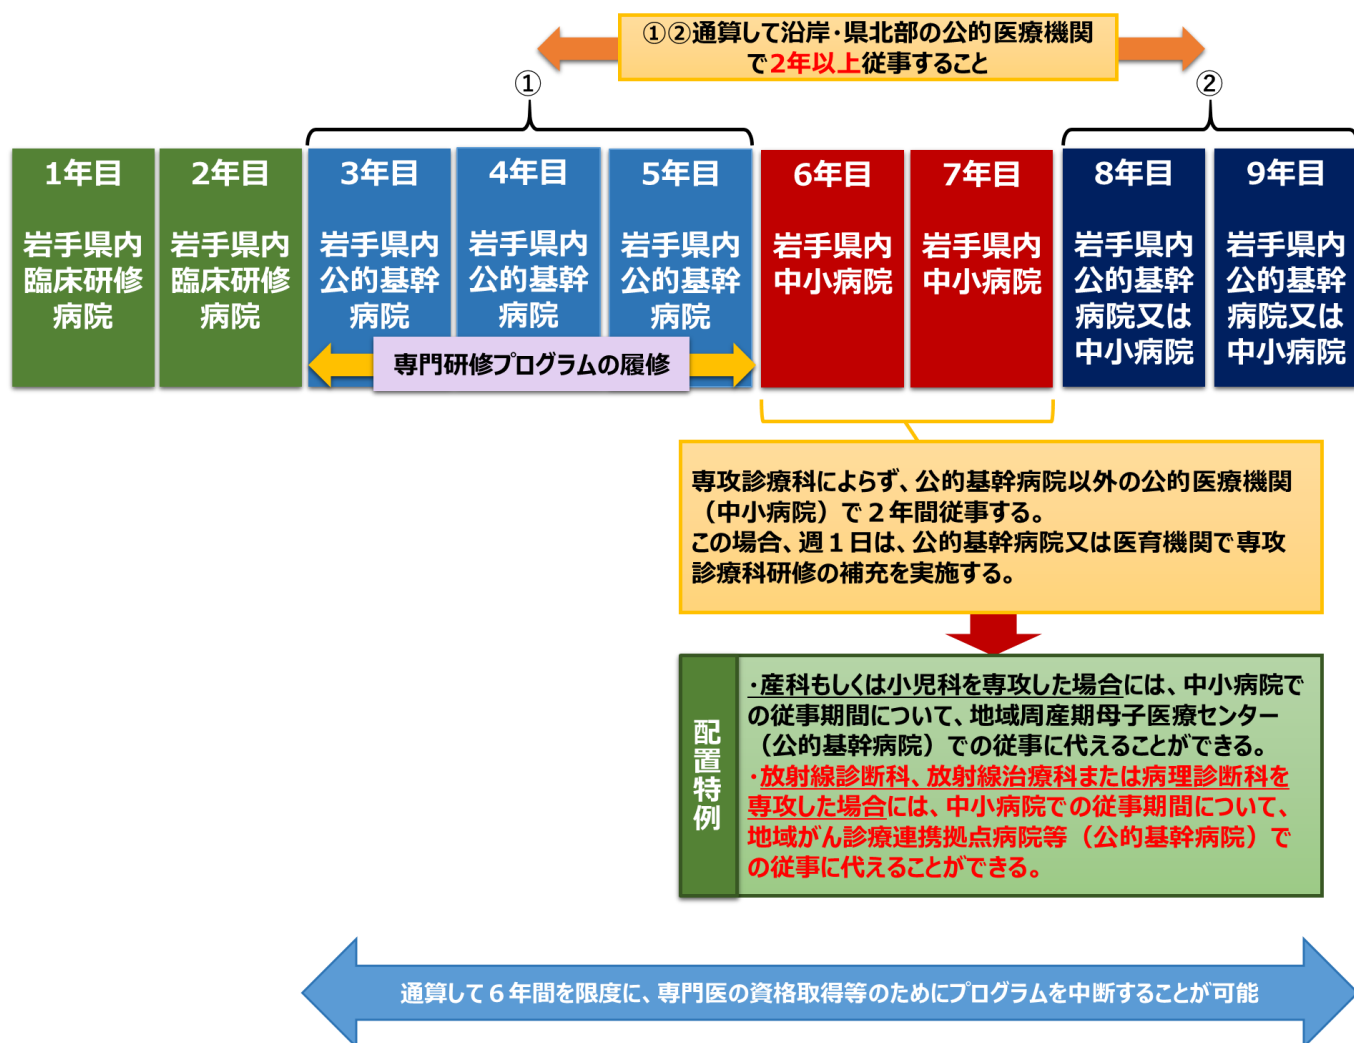 ①②通算して沿岸・県北部の公的医療機関
で2年以上従事すること
①
②
1年目
岩手県内
臨床研修
病院
2年目
岩手県内
臨床研修
病院
3年目
岩手県内
公的基幹
病院
4年目
岩手県内
公的基幹
病院
5年目
岩手県内
公的基幹
病院
6年目
岩手県内
中小病院
7年目
岩手県内
中小病院
8年目
岩手県内
公的基幹
病院又は
中小病院
9年目
岩手県内
公的基幹
病院又は
中小病院
専門研修プログラムの履修
専攻診療科によらず、公的基幹病院以外の公的医療機関
（中小病院）で２年間従事する。
この場合、週１日は、公的基幹病院又は医育機関で専攻
診療科研修の補充を実施する。
配置特例
・産科もしくは小児科を専攻した場合には、中小病院で
の従事期間について、地域周産期母子医療センター
（公的基幹病院）での従事に代えることができる。
・放射線診断科、放射線治療科または病理診断科を
専攻した場合には、中小病院での従事期間について、
地域がん診療連携拠点病院等（公的基幹病院）で
の従事に代えることができる。
通算して６年間を限度に、専門医の資格取得等のためにプログラムを中断することが可能